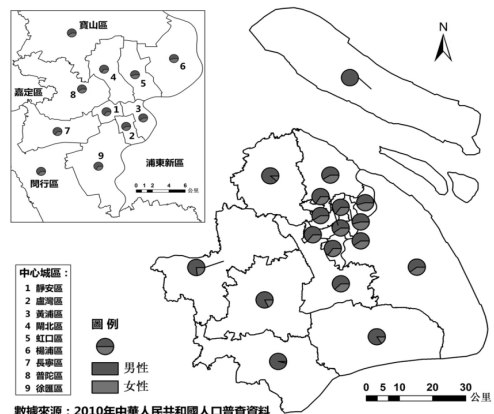 寶山區
嘉定區
浦東新區
閔行區
1
2
3
4
5
6
7
8
9
0 1 2 4 6
公里
N
中心城區：
1 靜安區
2 盧灣區
3 黃浦區
4 閘北區
5 虹口區
6 楊浦區
7 長寧區
8 普陀區
9 徐匯區
圖 例
男性
女性
0 5 10 20 30
公里
數據來源：2010年中華人民共和國人口普查資料